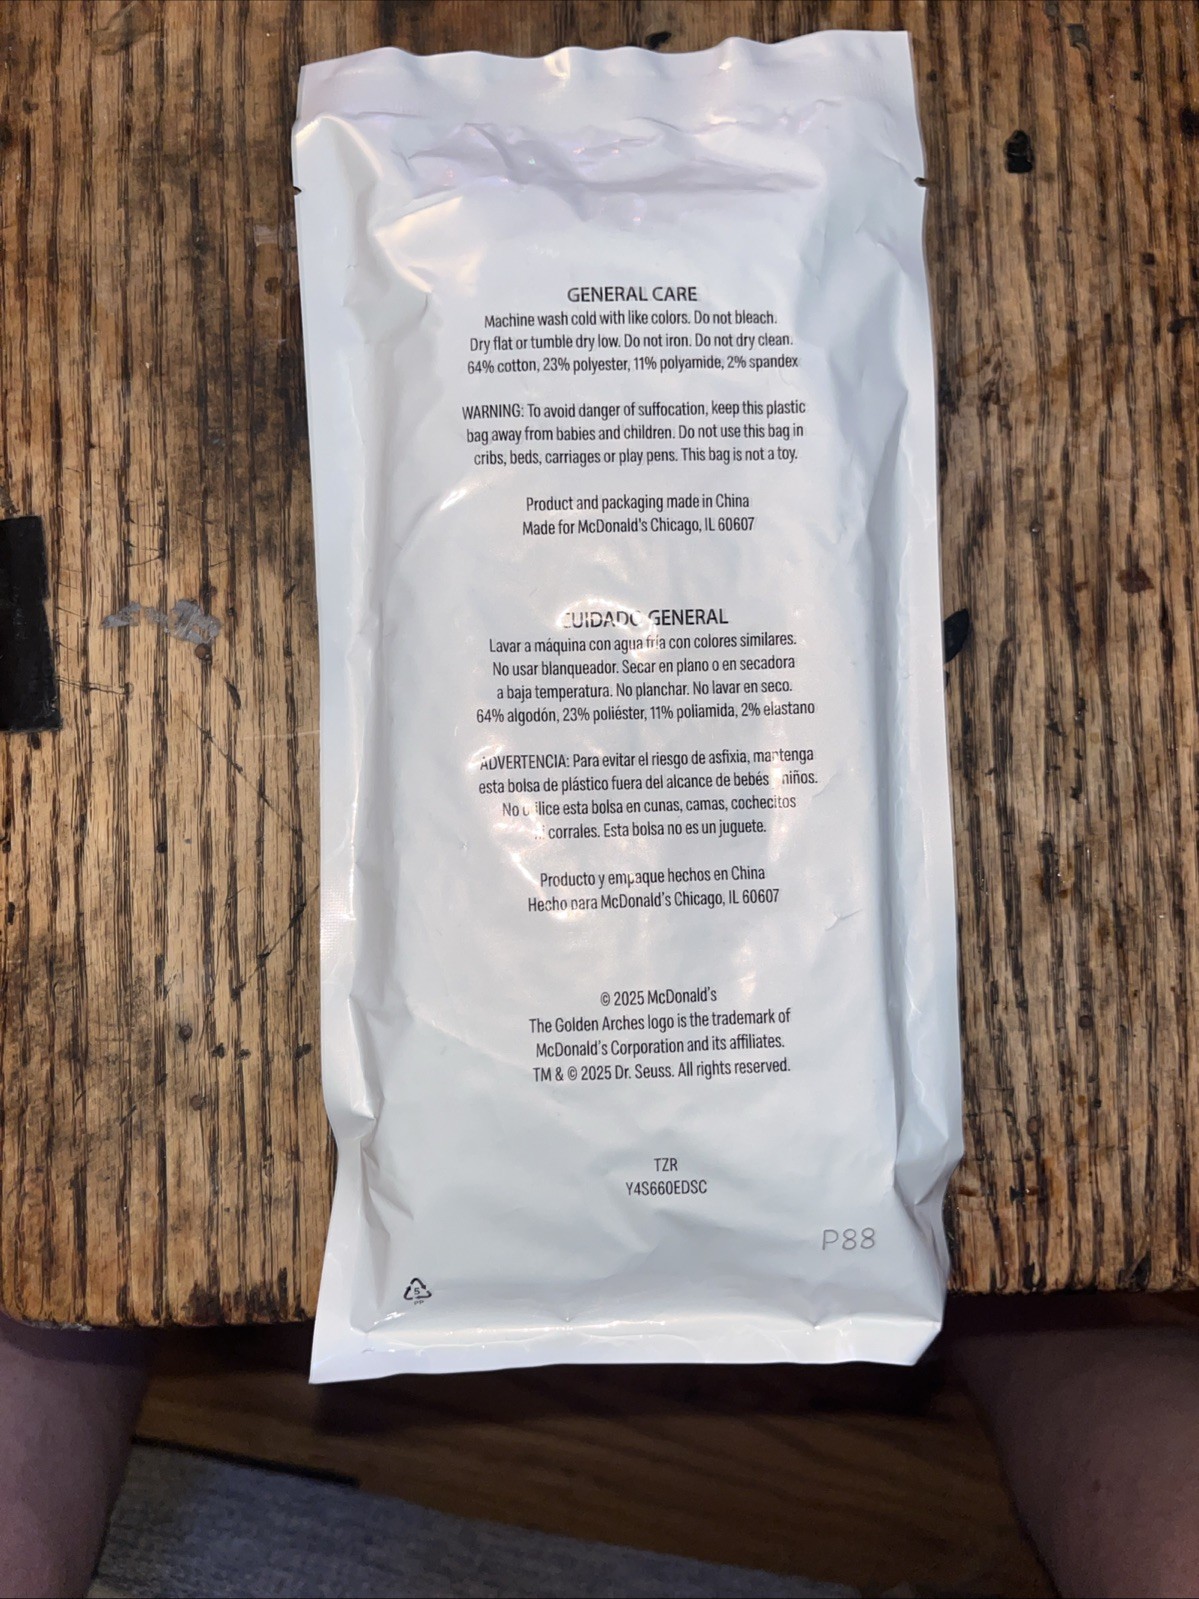 GENERAL CARE
Machine wash cold with like colors. Do not bleach.
Dry flat or tumble dry low. Do not iron. Do not dry clean.
64% cotton, 23% polyester, 11% polyamide, 2% spandex
WARNING: To avoid danger of suffocation, keep this plastic
bag away from babies and children. Do not use this bag in
cribs, beds, carriages or play pens. This bag is not a toy.
Product and packaging made in China
Made for McDonald's Chicago, IL 60607
CUIDADO GENERAL
Lavar a máquina con agua fría con colores similares.
No usar blanqueador. Secar en plano o en secadora
a baja temperatura. No planchar. No lavar en seco.
64% algodón, 23% poliéster, 11% poliamida, 2% elastano
ADVERTENCIA: Para evitar el riesgo de asfixia, mantenga
esta bolsa de plástico fuera del alcance de bebés niños.
No utilice esta bolsa en cunas, camas, cochecitos
corrales. Esta bolsa no es un juguete.
Producto y empaque hechos en China
Hecho para McDonald's Chicago, IL 60607
© 2025 McDonald's
The Golden Arches logo is the trademark of
McDonald's Corporation and its affiliates.
TM & © 2025 Dr. Seuss. All rights reserved.
TZR
Y4S660EDSC
P88
5
PP